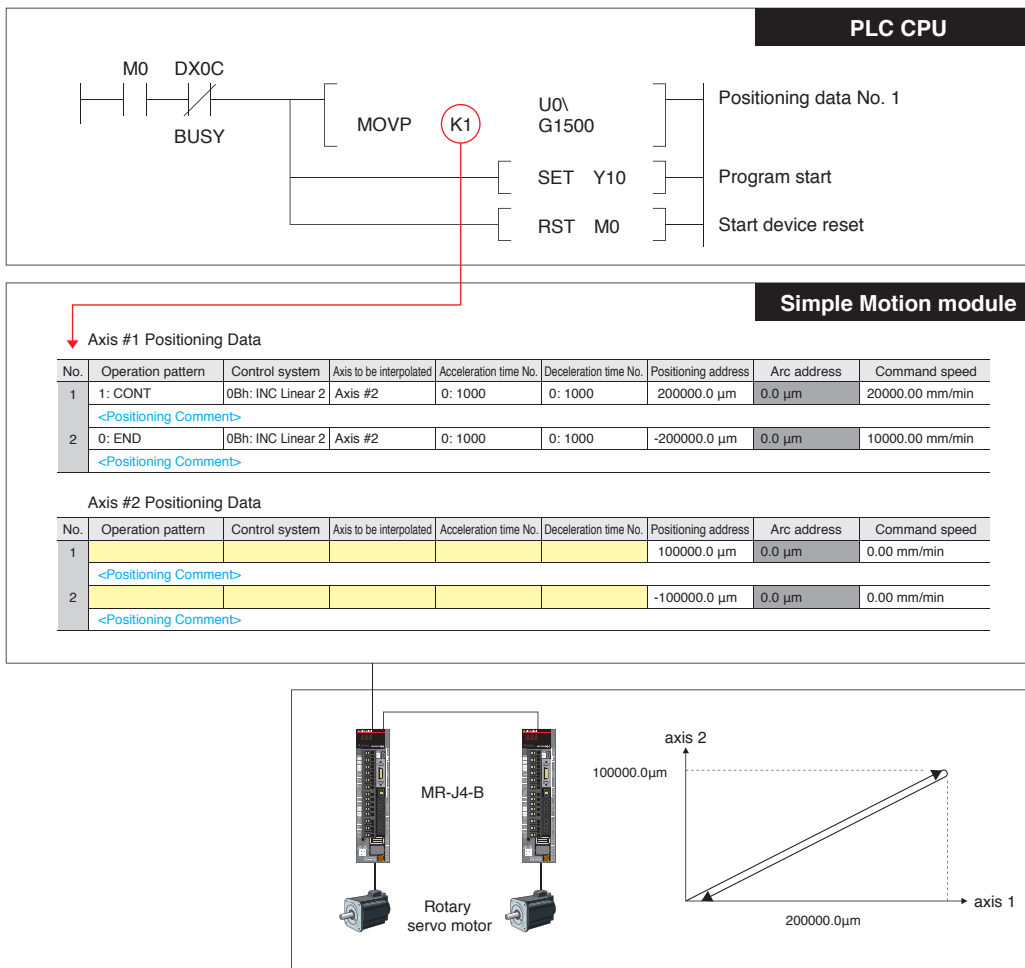 PLC CPU
M0 DX0C
BUSY
MOVP K1 U0\
G1500
Positioning data No. 1
SET Y10 Program start
RST M0 Start device reset
Simple Motion module
Axis #1 Positioning Data
No. Operation pattern Control system Axis to be interpolated Acceleration time No. Deceleration time No. Positioning address Arc address Command speed
1 1: CONT 0Bh: INC Linear 2 Axis #2 0: 1000 0: 1000 200000.0 µm 0.0 µm 20000.00 mm/min
<Positioning Comment>
2 0: END 0Bh: INC Linear 2 Axis #2 0: 1000 0: 1000 -200000.0 µm 0.0 µm 10000.00 mm/min
<Positioning Comment>
Axis #2 Positioning Data
No. Operation pattern Control system Axis to be interpolated Acceleration time No. Deceleration time No. Positioning address Arc address Command speed
1 100000.0 µm 0.0 µm 0.00 mm/min
<Positioning Comment>
2 -100000.0 µm 0.0 µm 0.00 mm/min
<Positioning Comment>
MR-J4-B
Rotary
servo motor
axis 2
100000.0µm
axis 1
200000.0µm